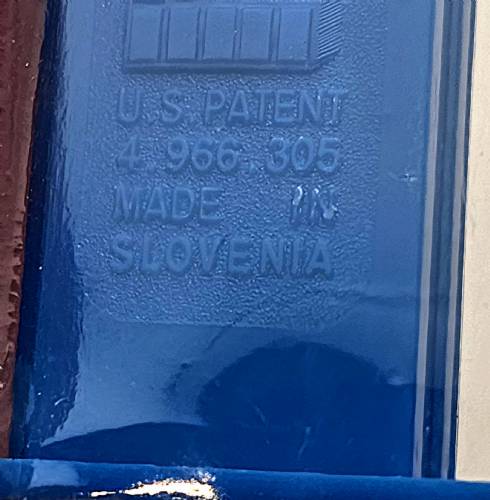 U.S. PATENT
4,966,305
MADE IN
SLOVENIA